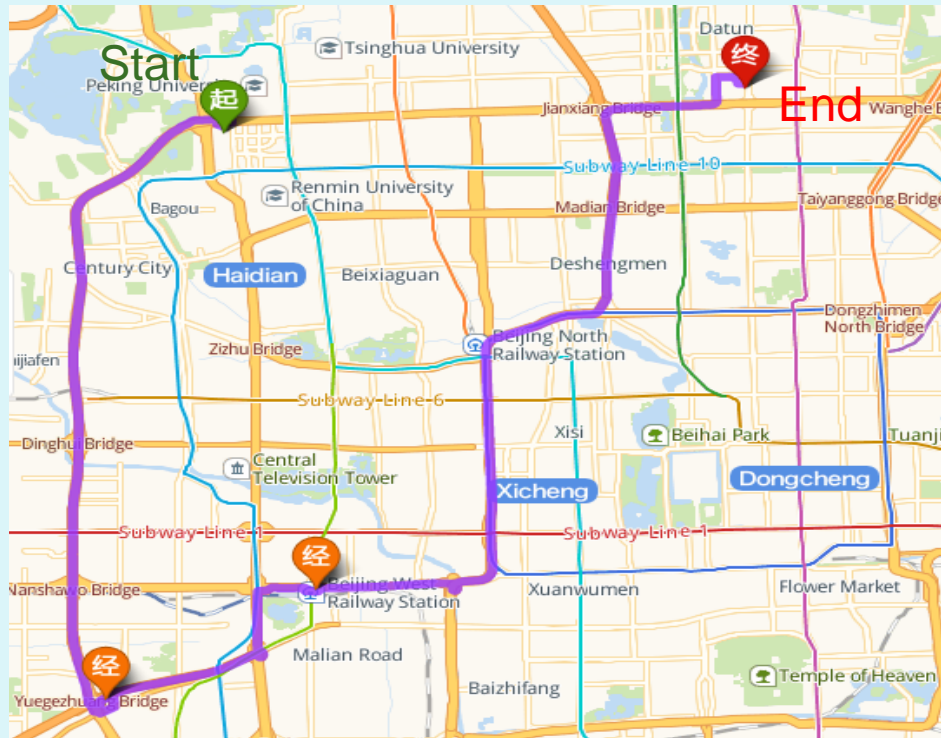 Datun
Start
Tsinghua University
终
Peking Univers
起
End
Jianxiang Bridge
Wanghe B
Subway Line 10
Renmin University
of China
Bagou
Madian Bridge
Taiyanggong Bridge
Century City
Haidian
Beixiaguan
Deshengmen
Dongzhimen
North Bridge
Zizhu Bridge
Beijing North
Railway Station
ijiafen
Subway Line 6
Xisi
Beihai Park
Tuanji
Dinghui Bridge
Central
Television Tower
Xicheng
Dongcheng
Subway Line 1
Subway Line 1
经
Nanshawo Bridge
Beijing West
Railway Station
Xuanwumen
Flower Market
经
Malian Road
Temple of Heaven
Baizhifang
Yuegezhuang Bridge